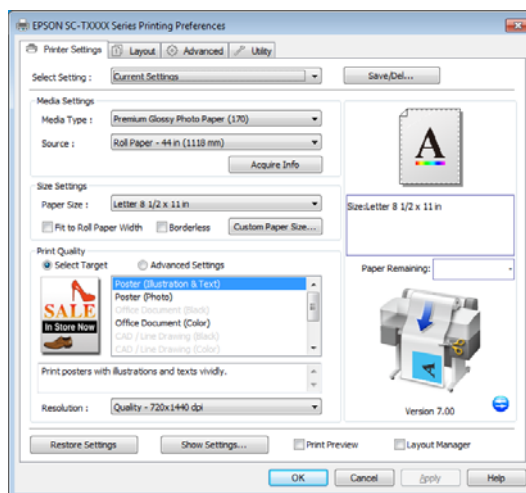 EPSON SC-TXXXX Series Printing Preferences
Printer Settings Layout Advanced Utility
Select Setting : Current Settings Save/Del...
Media Settings
Media Type : Premium Glossy Photo Paper (170)
Source : Roll Paper - 44 in (1118 mm)
Acquire Info
A
Size Settings
Paper Size : Letter 8 1/2 x 11 in
Fit to Roll Paper Width Borderless Custom Paper Size...
Size:Letter 8 1/2 x 11 in
Print Quality
Select Target Advanced Settings
SALE
In Store Now
Poster (Illustration & Text)
Poster (Photo)
Office Document (Black)
Office Document (Color)
CAD / Line Drawing (Black)
CAD / Line Drawing (Color)
Print posters with illustrations and texts vividly.
Resolution : Quality - 720x1440 dpi
Paper Remaining: -
A
Version 7.00
Restore Settings Show Settings... Print Preview Layout Manager
OK Cancel Apply Help